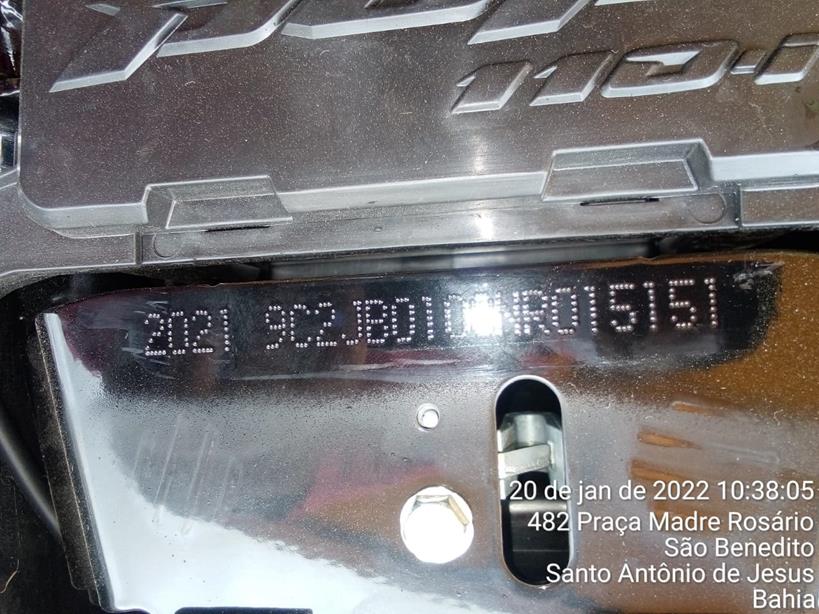 110i
2021 9C2JB0100NR015151
20 de jan de 2022 10:38:05
482 Praça Madre Rosário
São Benedito
Santo Antônio de Jesus
Bahia